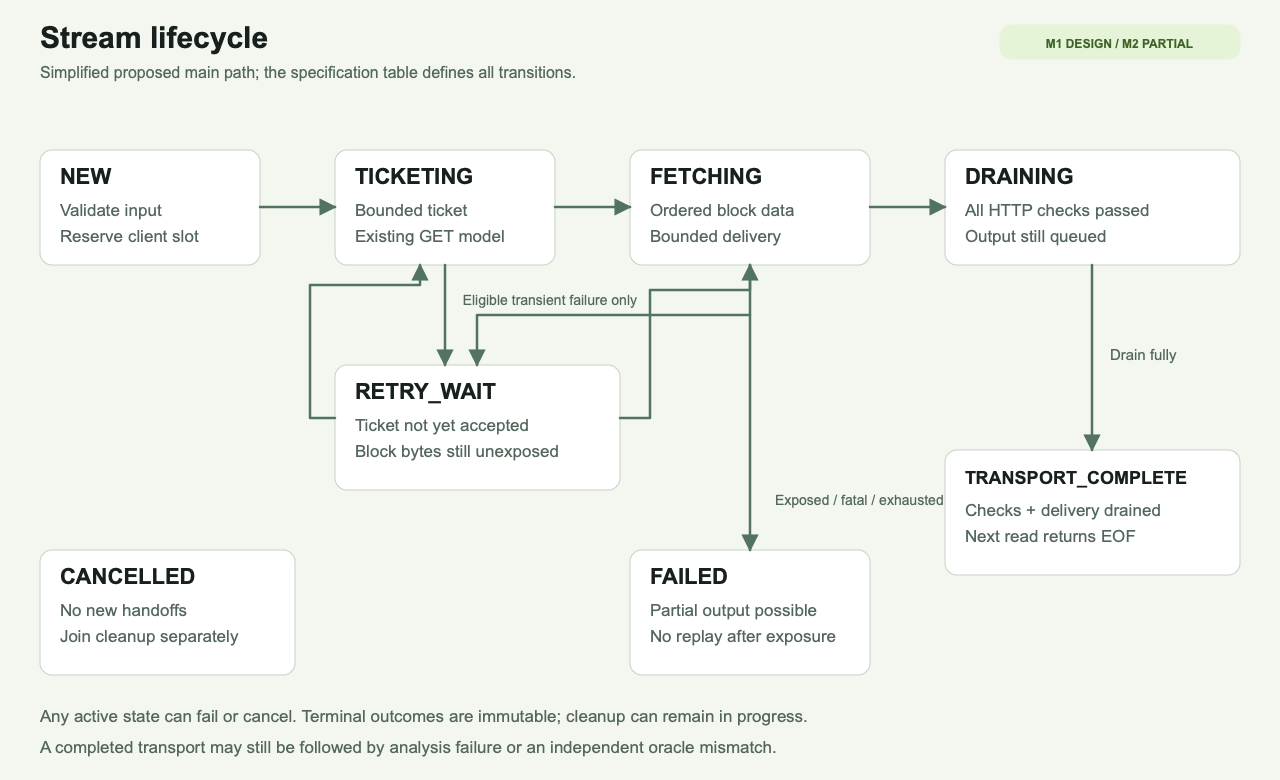 Stream lifecycle
M1 DESIGN / M2 PARTIAL
Simplified proposed main path; the specification table defines all transitions.
NEW
Validate input
Reserve client slot
TICKETING
Bounded ticket
Existing GET model
FETCHING
Ordered block data
Bounded delivery
DRAINING
All HTTP checks passed
Output still queued
Eligible transient failure only
Drain fully
RETRY_WAIT
Ticket not yet accepted
Block bytes still unexposed
Exposed / fatal / exhausted
TRANSPORT_COMPLETE
Checks + delivery drained
Next read returns EOF
CANCELLED
No new handoffs
Join cleanup separately
FAILED
Partial output possible
No replay after exposure
Any active state can fail or cancel. Terminal outcomes are immutable; cleanup can remain in progress.
A completed transport may still be followed by analysis failure or an independent oracle mismatch.